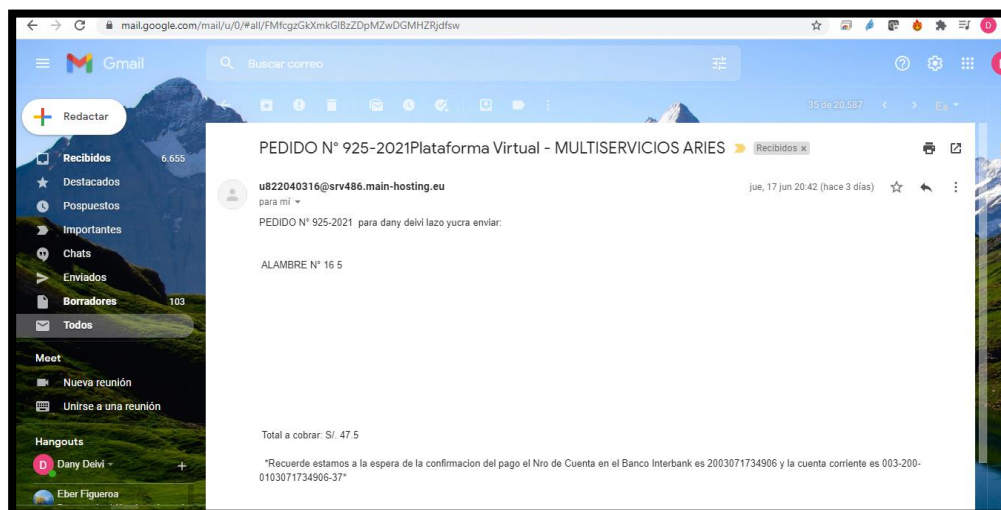 mail.google.com/mail/u/0/#all/FMfcgzGkXmkGlBzZDpMZwDGMHZRjdfsw
Gmail
Buscar correo
Redactar
35 de 20,587
Es
PEDIDO N° 925-2021Plataforma Virtual - MULTISERVICIOS ARIES
Recibidos x
Recibidos 6.655
u822040316@srv486.main-hosting.eu
jue, 17 jun 20:42 (hace 3 días)
Destacados
para mí
Pospuestos
PEDIDO N° 925-2021 para dany deivi lazo yucra enviar:
Importantes
Chats
ALAMBRE N° 16 5
Enviados
Borradores 103
Todos
Meet
Nueva reunión
Unirse a una reunión
Hangouts
Total a cobrar: S/. 47.5
D Dany Deivi
*Recuerde estamos a la espera de la confirmacion del pago el Nro de Cuenta en el Banco Interbank es 2003071734906 y la cuenta corriente es 003-200-
0103071734906-37*
Eber Figueroa